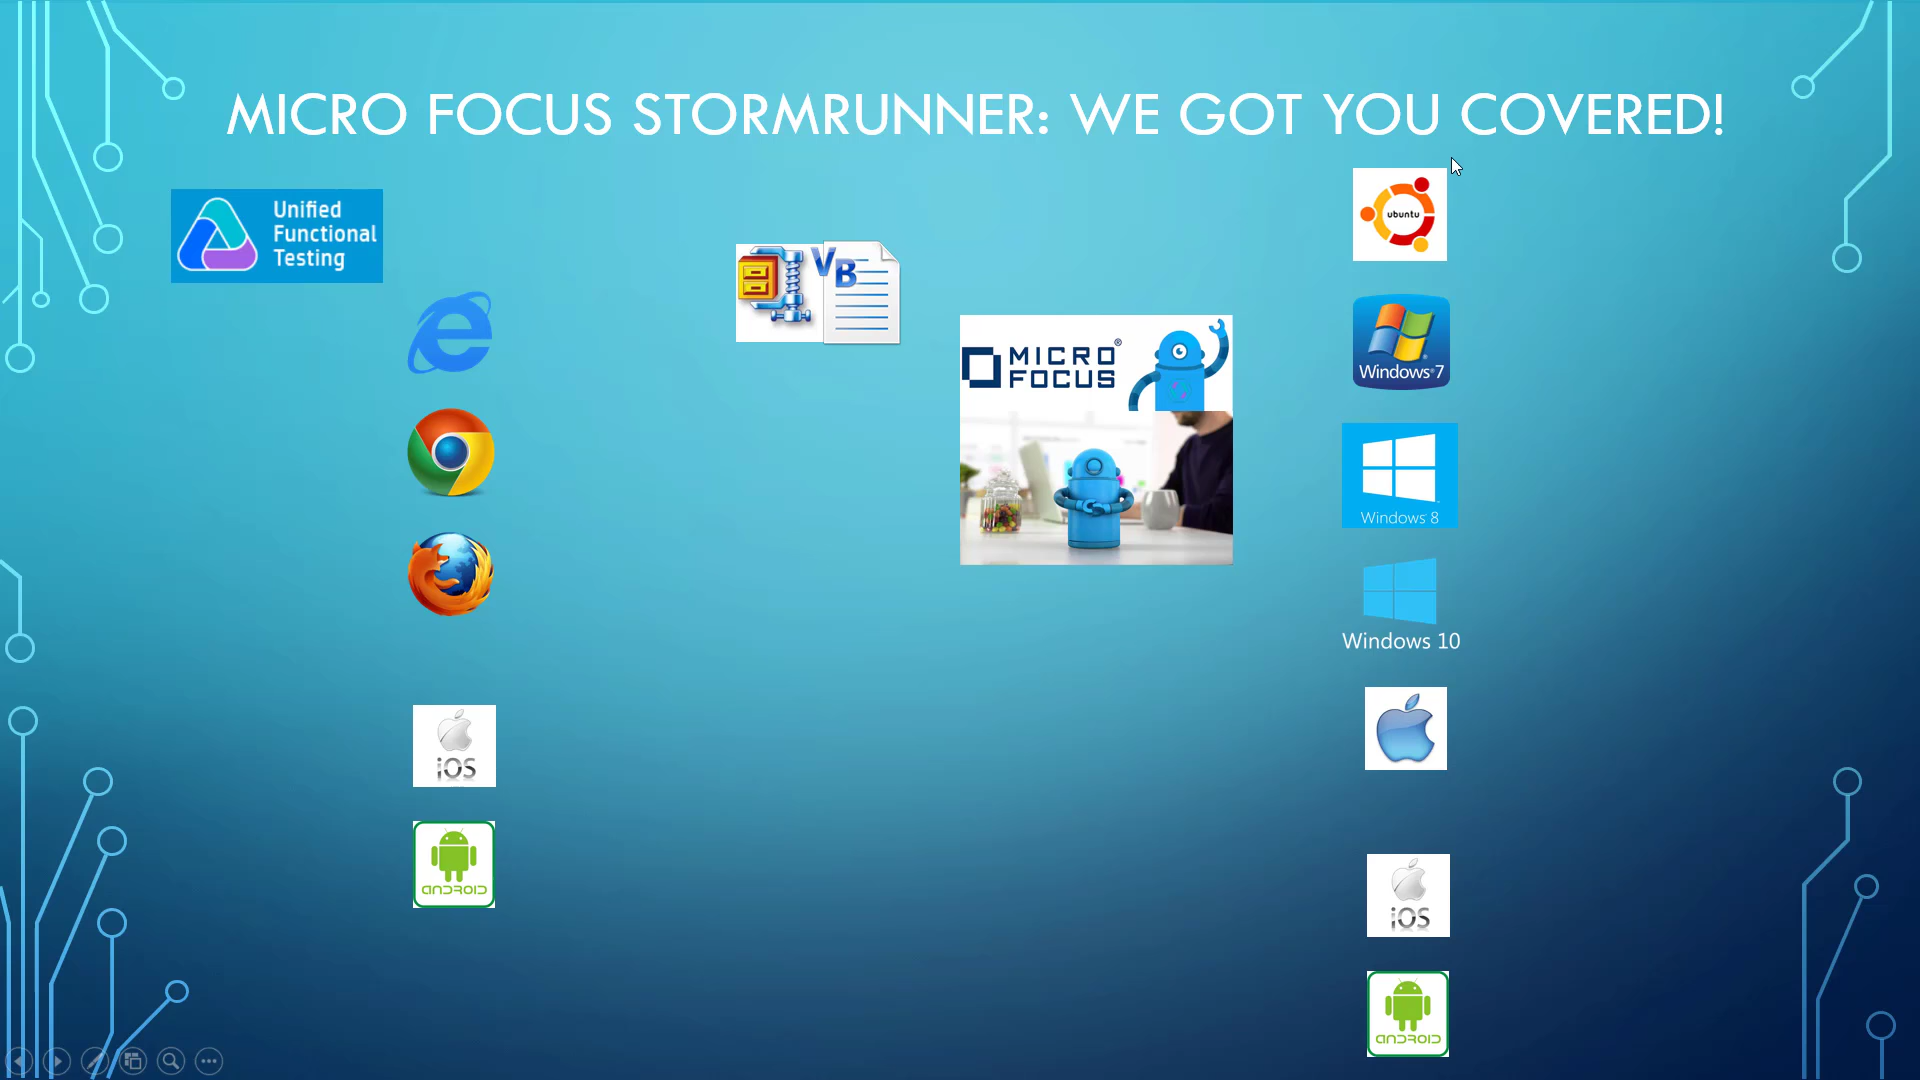 MICRO FOCUS STORMRUNNER: WE GOT YOU COVERED!
Unified
Functional
Testing
VB
MICRO
FOCUS®
ubuntu
Windows®7
Windows 8
Windows 10
iOS
ANDROID
iOS
ANDROID